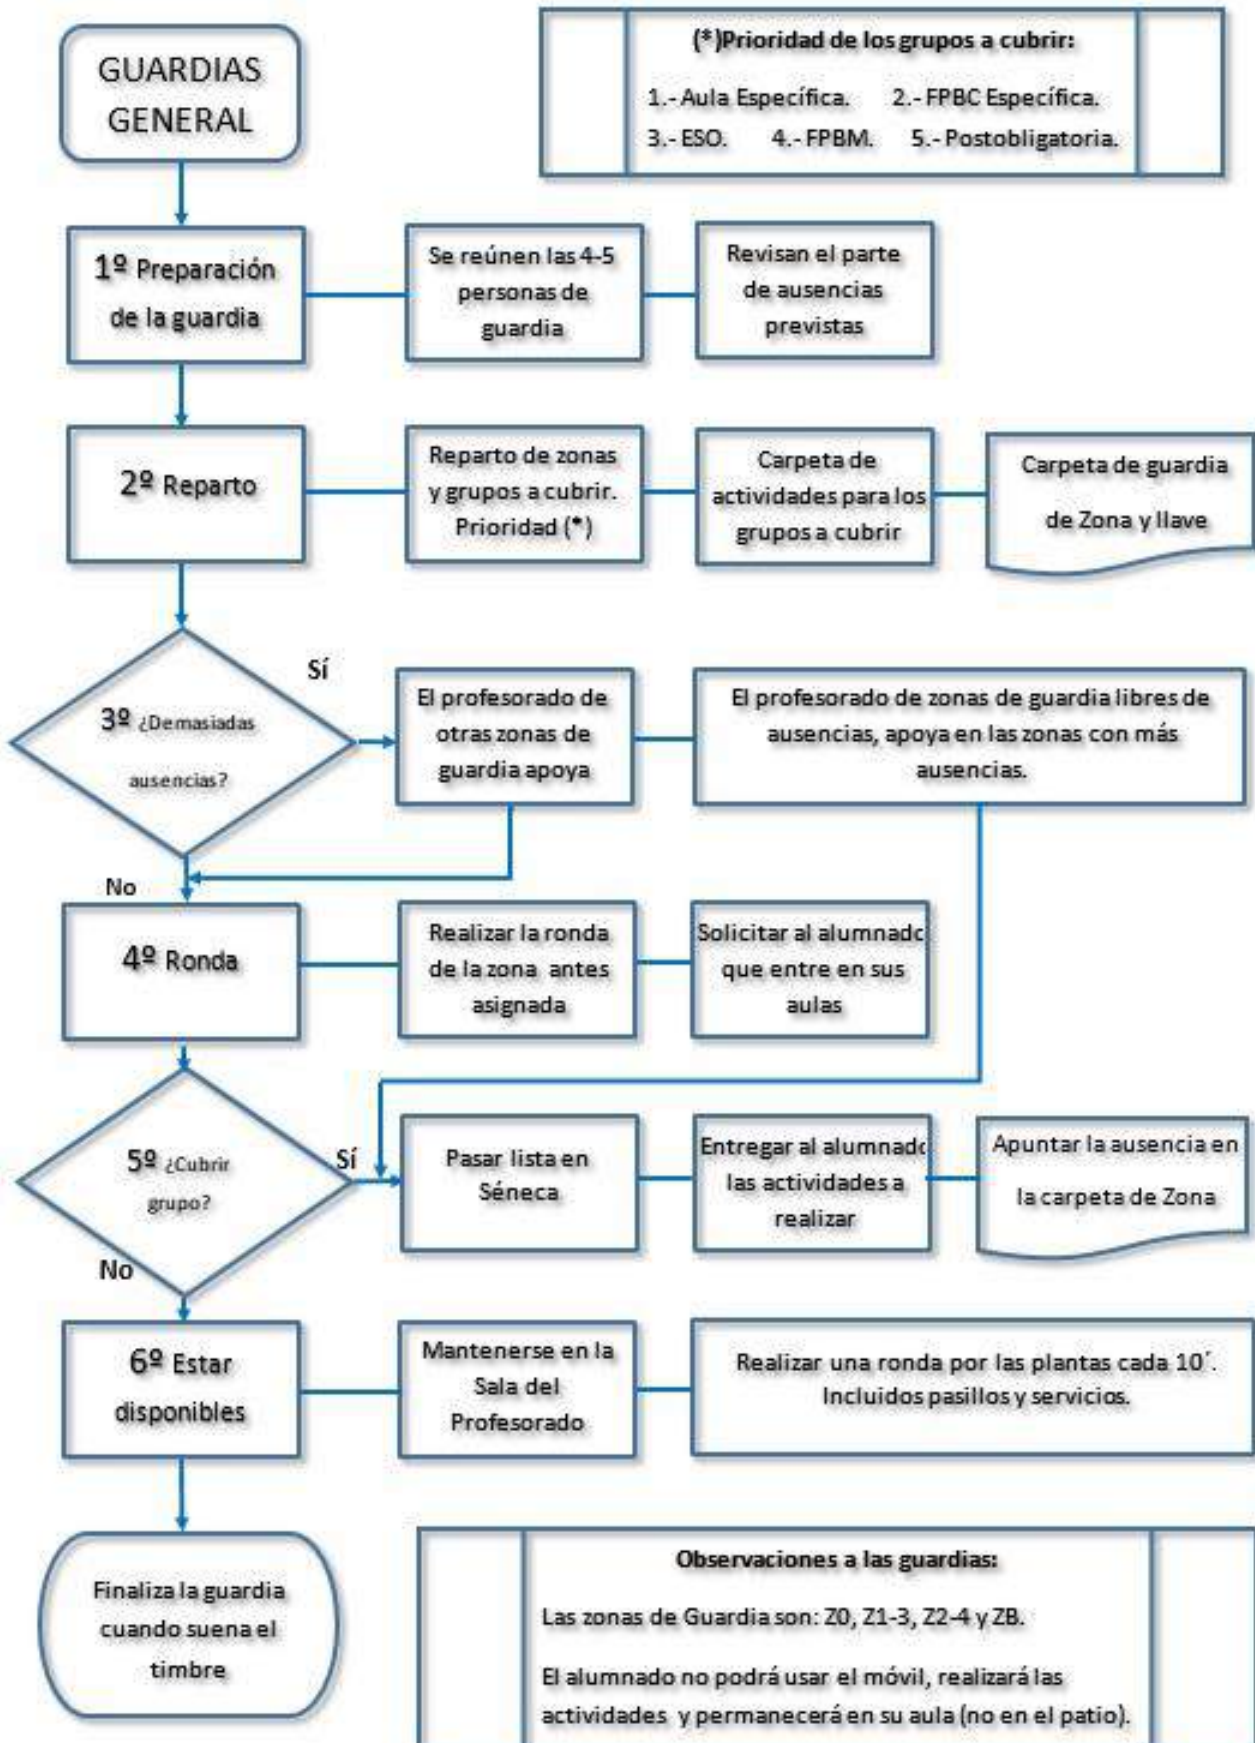 GUARDIAS
GENERAL
(*)Prioridad de los grupos a cubrir:
1.- Aula Específica. 2.- FPBC Específica.
3.- ESO. 4.- FPBM. 5.- Postobligatoria.
1º Preparación
de la guardia
Se reúnen las 4-5
personas de
guardia
Revisan el parte
de ausencias
previstas
2º Reparto
Reparto de zonas
y grupos a cubrir.
Prioridad (*)
Carpeta de
actividades para los
grupos a cubrir
Carpeta de guardia
de Zona y llave
3º ¿Demasiadas
ausencias?
Sí
El profesorado de
otras zonas de
guardia apoya
El profesorado de zonas de guardia libres de
ausencias, apoya en las zonas con más
ausencias.
No
4º Ronda
Realizar la ronda
de la zona antes
asignada
Solicitar al alumnado
que entre en sus
aulas
5º ¿Cubrir
grupo?
Sí
Pasar lista en
Séneca
Entregar al alumnado
las actividades a
realizar
Apuntar la ausencia en
la carpeta de Zona
No
6º Estar
disponibles
Mantenerse en la
Sala del
Profesorado
Realizar una ronda por las plantas cada 10´.
Incluidos pasillos y servicios.
Finaliza la guardia
cuando suena el
timbre
Observaciones a las guardias:
Las zonas de Guardia son: Z0, Z1-3, Z2-4 y ZB.
El alumnado no podrá usar el móvil, realizará las
actividades y permanecerá en su aula (no en el patio).